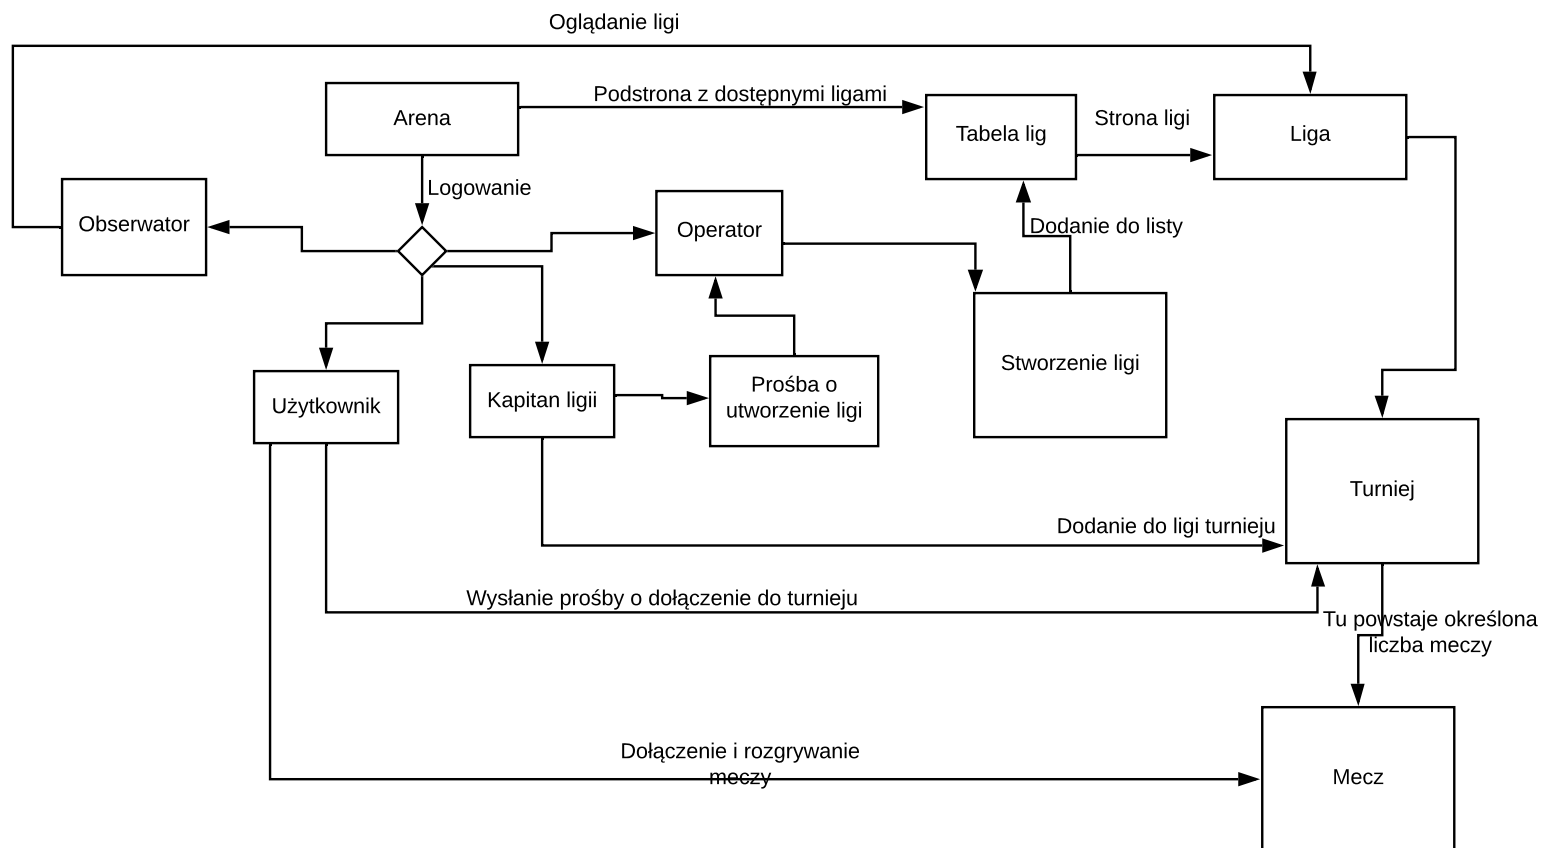 Oglądanie ligi
Arena
Podstrona z dostępnymi ligami
Tabela lig
Strona ligi
Liga
Logowanie
Obserwator
Operator
Dodanie do listy
Stworzenie ligi
Użytkownik
Kapitan ligii
Prośba o
utworzenie ligi
Turniej
Dodanie do ligi turnieju
Wysłanie prośby o dołączenie do turnieju
Tu powstaje określona
liczba meczy
Dołączenie i rozgrywanie
meczy
Mecz